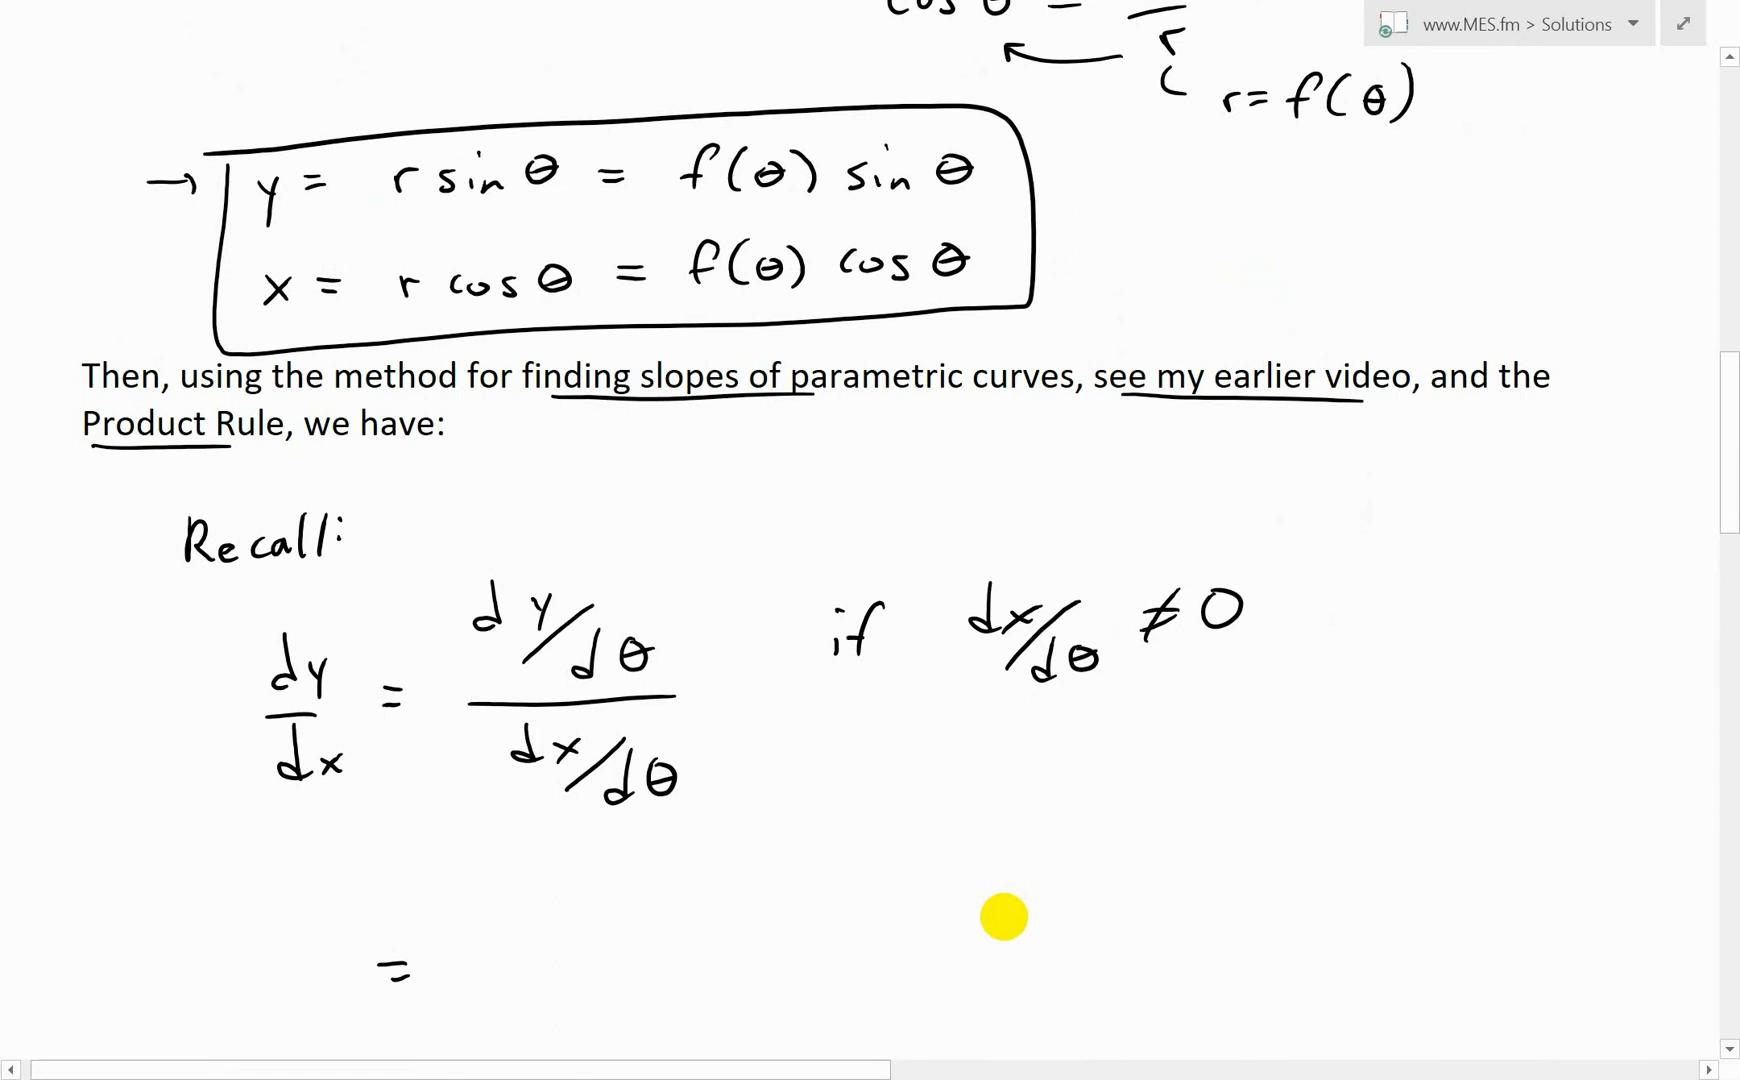 cos θ = —
www.MES.fm > Solutions
r
r = f(θ)
→ y = r sin θ = f(θ) sin θ
x = r cos θ = f(θ) cos θ
Then, using the method for finding slopes of parametric curves, see my earlier video, and the
Product Rule, we have:
Recall:
dy/dx = (dy/dθ)/(dx/dθ) if dx/dθ ≠ 0
=